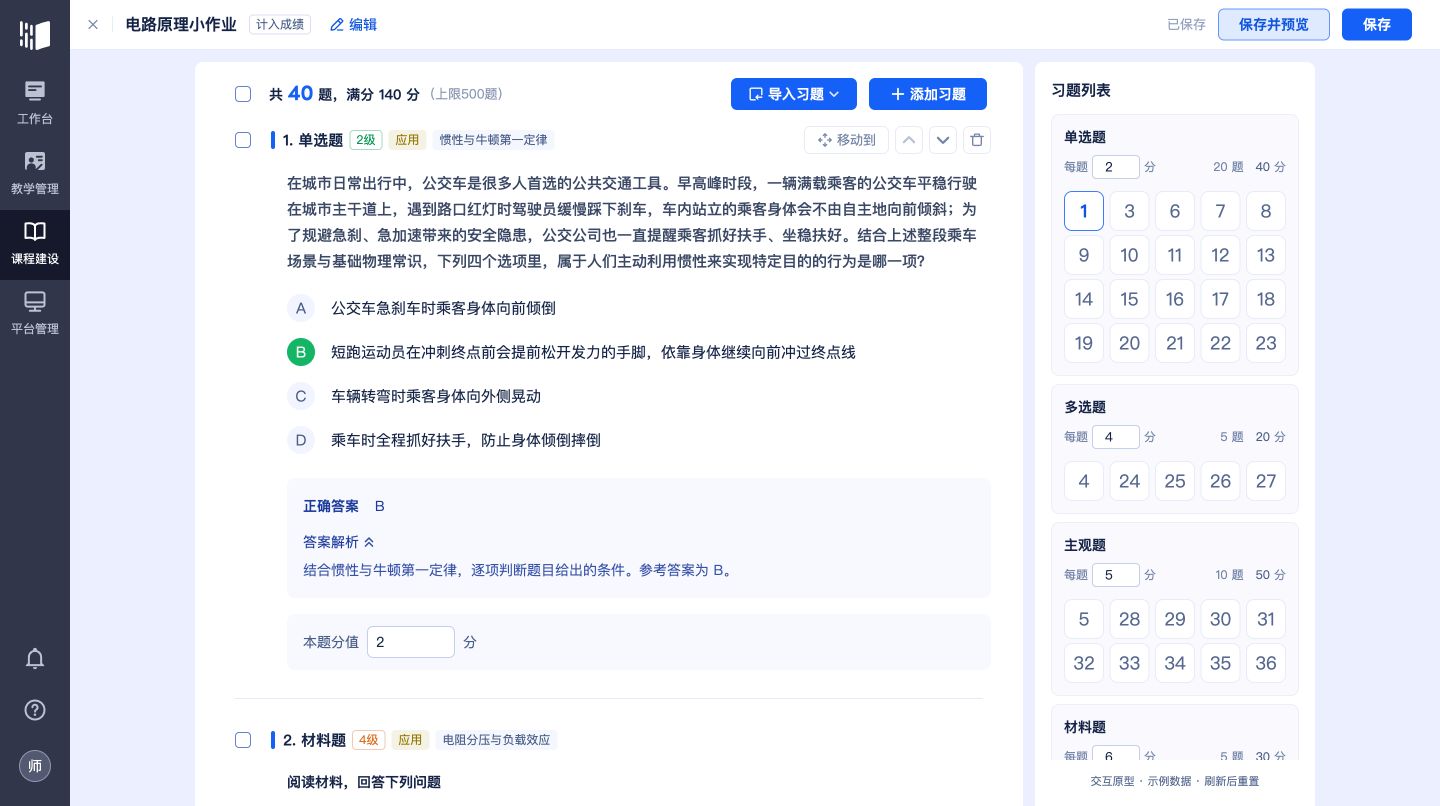 电路原理小作业 计入成绩 编辑 已保存 保存并预览 保存
工作台
教学管理
课程建设
平台管理
师
共 40 题，满分 140 分 （上限500题） 导入习题 添加习题
1. 单选题 2级 应用 惯性与牛顿第一定律 移动到
在城市日常出行中，公交车是很多人首选的公共交通工具。早高峰时段，一辆满载乘客的公交车平稳行驶
在城市主干道上，遇到路口红灯时驾驶员缓慢踩下刹车，车内站立的乘客身体会不由自主地向前倾斜；为
了规避急刹、急加速带来的安全隐患，公交公司也一直提醒乘客抓好扶手、坐稳扶好。结合上述整段乘车
场景与基础物理常识，下列四个选项里，属于人们主动利用惯性来实现特定目的的行为是哪一项？
A 公交车急刹车时乘客身体向前倾倒
B 短跑运动员在冲刺终点前会提前松开发力的手脚，依靠身体继续向前冲过终点线
C 车辆转弯时乘客身体向外侧晃动
D 乘车时全程抓好扶手，防止身体倾倒摔倒
正确答案 B
答案解析
结合惯性与牛顿第一定律，逐项判断题目给出的条件。参考答案为 B。
本题分值 2 分
2. 材料题 4级 应用 电阻分压与负载效应
阅读材料，回答下列问题
习题列表
单选题
每题 2 分 20 题 40 分
1 3 6 7 8
9 10 11 12 13
14 15 16 17 18
19 20 21 22 23
多选题
每题 4 分 5 题 20 分
4 24 25 26 27
主观题
每题 5 分 10 题 50 分
5 28 29 30 31
32 33 34 35 36
材料题
每题 6 分 5 题 30 分
交互原型 · 示例数据 · 刷新后重置